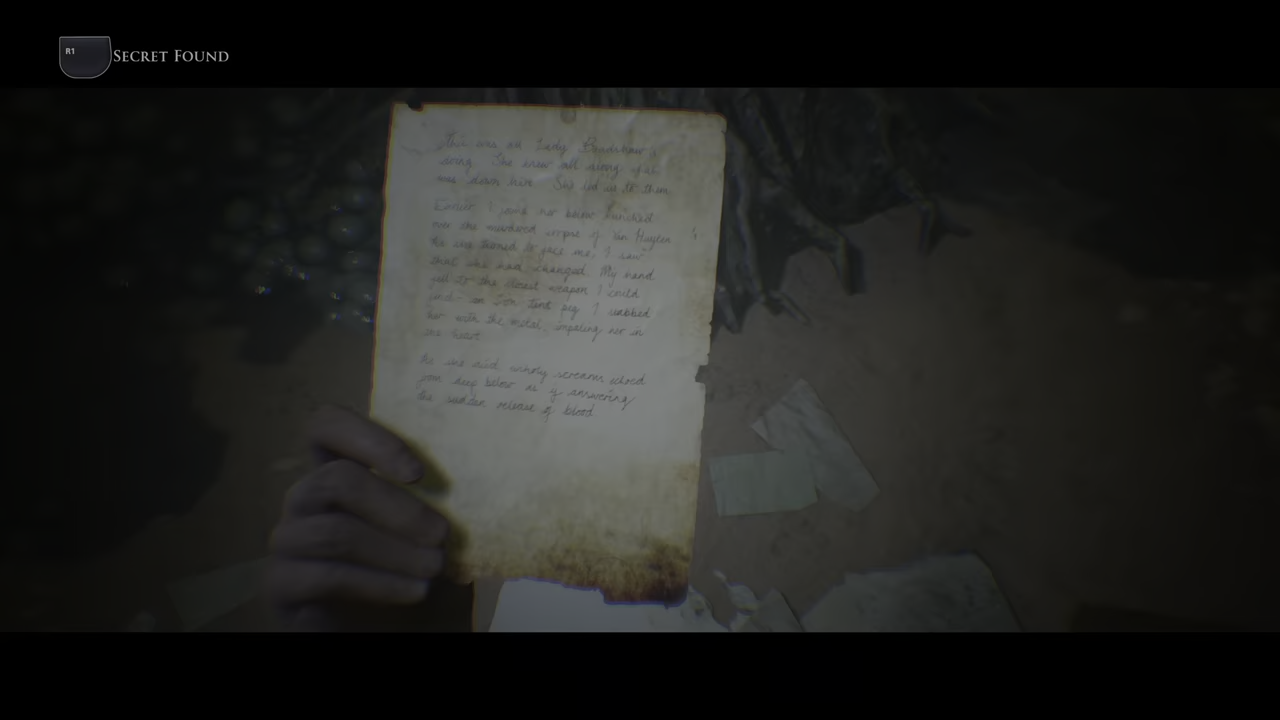 R1
SECRET FOUND
This was all Lady Bradshaw's
doing. She knew all along what
was down here. She led us to them.
Earlier I found her below hunched
over the murdered corpse of Van Huyten
As she turned to face me, I saw
that she had changed. My hand
fell to the closest weapon I could
find - an iron tent peg. I stabbed
her with the metal, impaling her in
the heart.
As she died unholy screams echoed
from deep below as if answering
the sudden release of blood